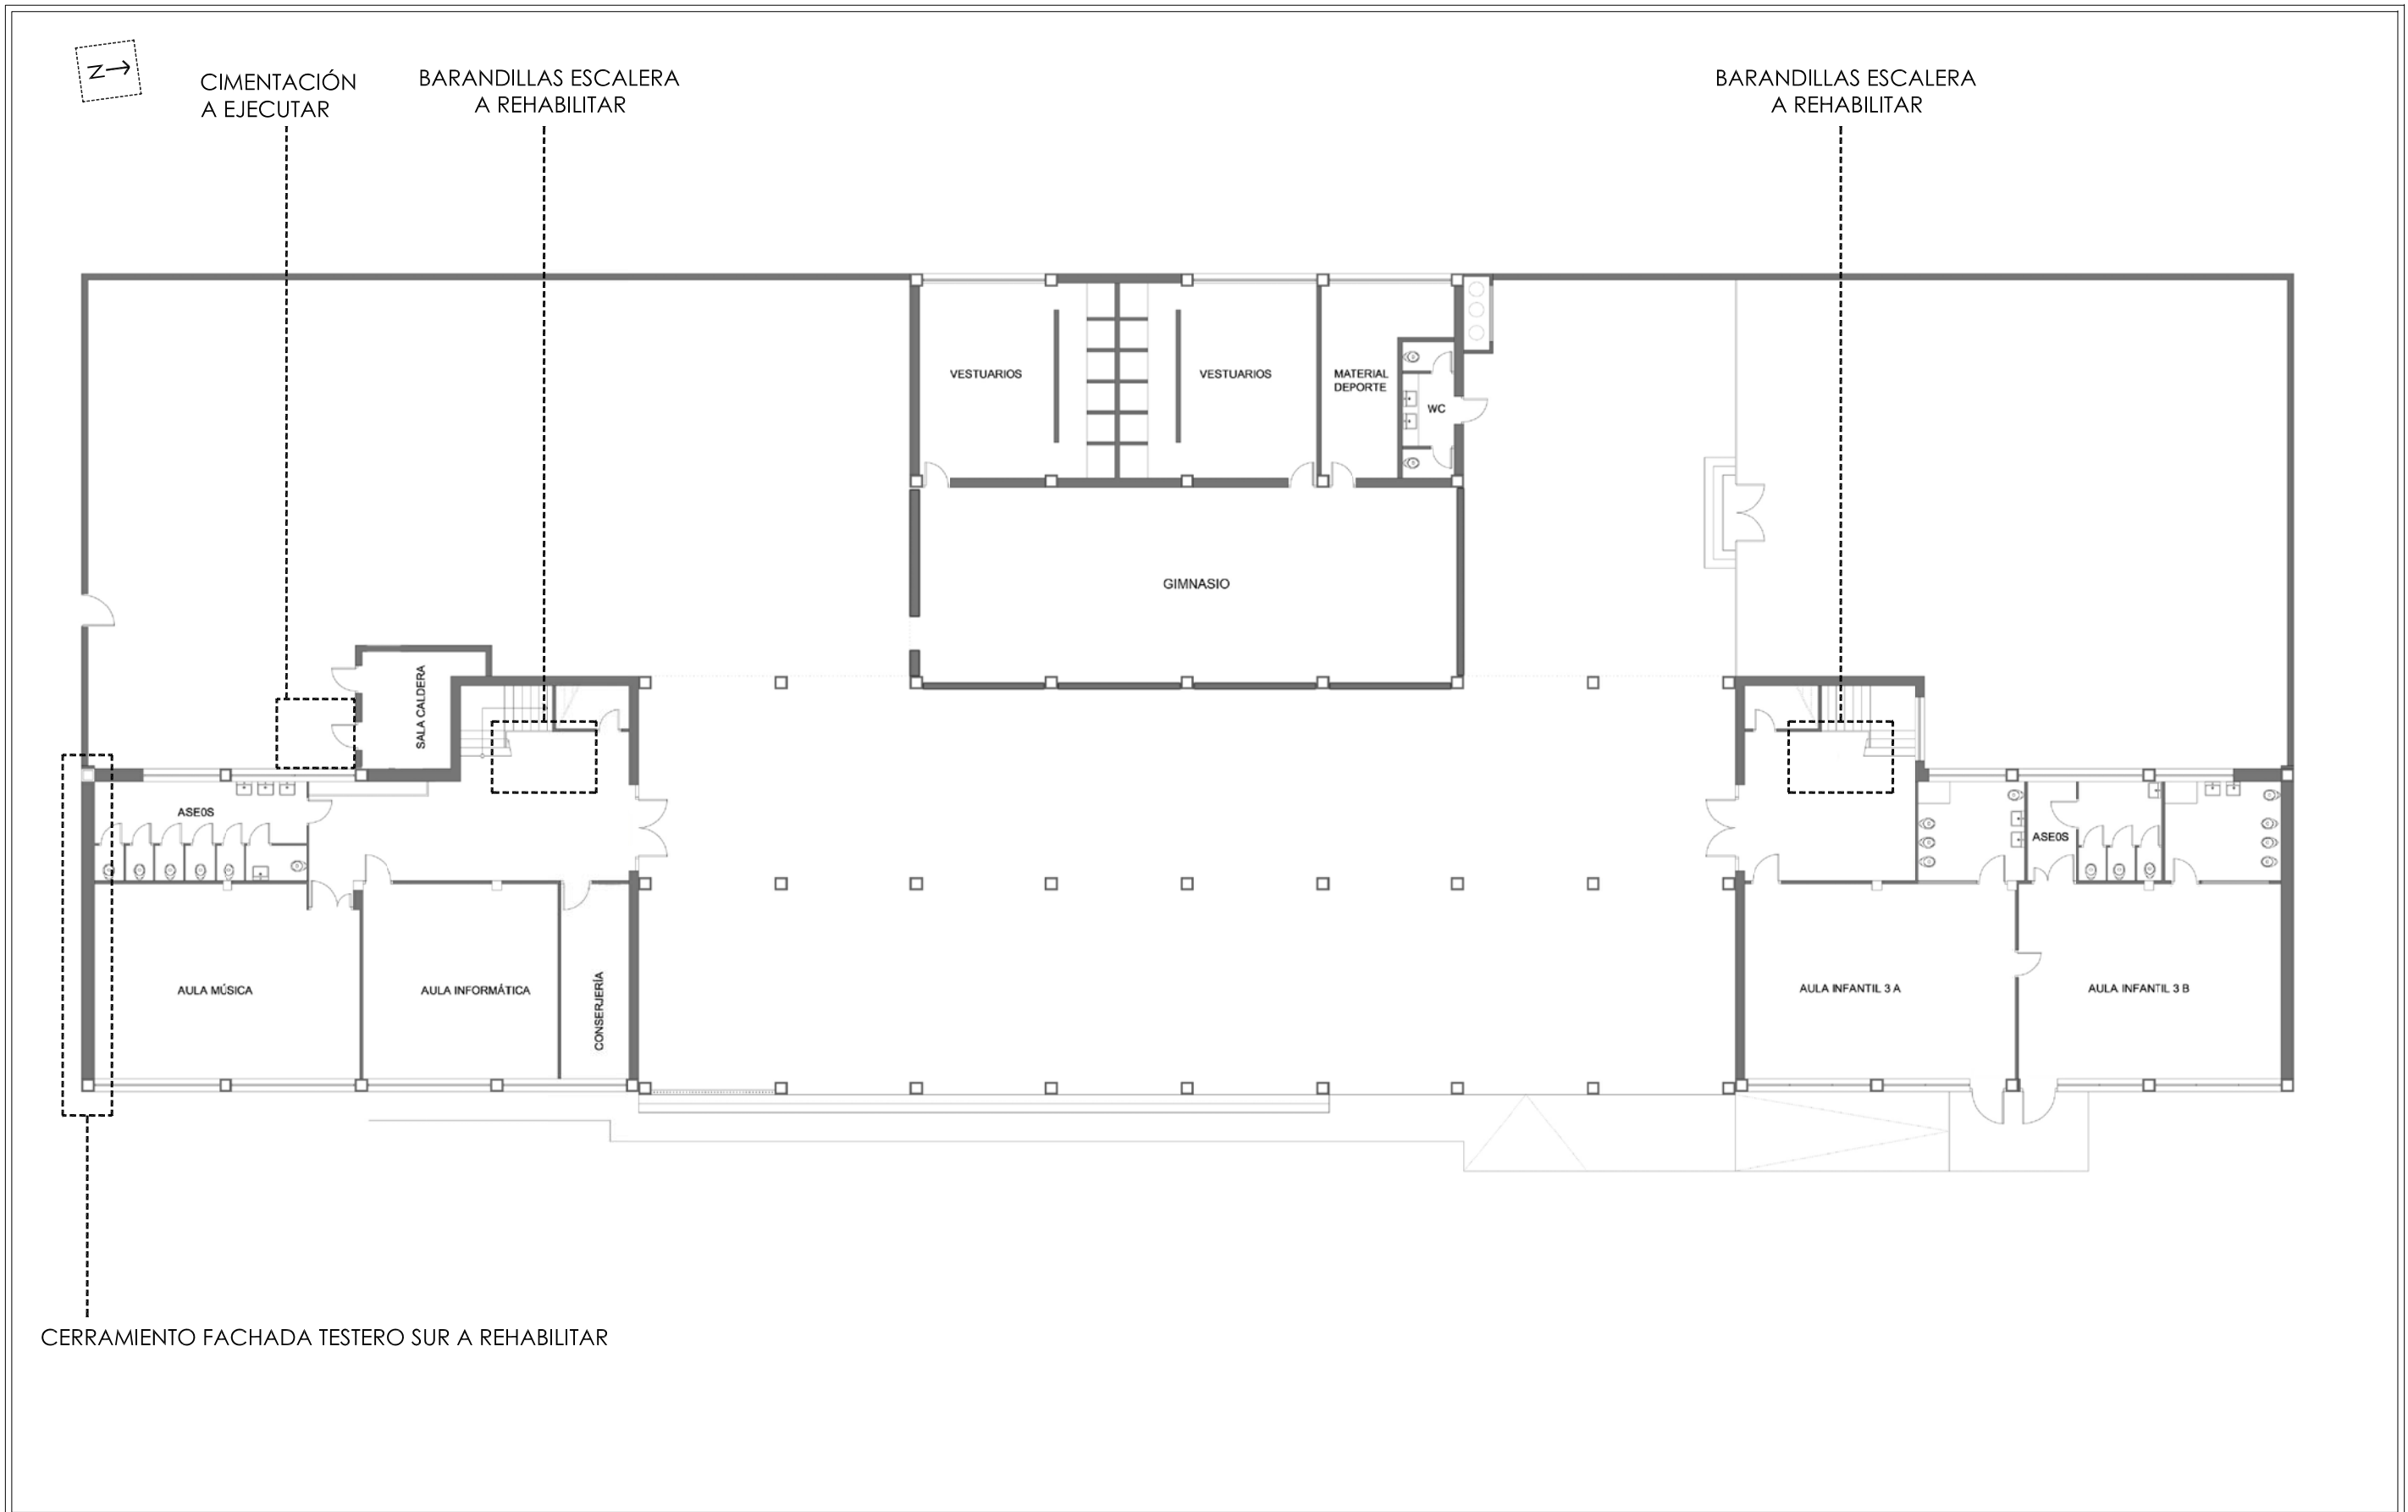 N
CIMENTACIÓN
A EJECUTAR
BARANDILLAS ESCALERA
A REHABILITAR
BARANDILLAS ESCALERA
A REHABILITAR
VESTUARIOS
VESTUARIOS
MATERIAL
DEPORTE
WC
GIMNASIO
SALA CALDERA
ASE0S
ASE0S
AULA MÚSICA
AULA INFORMÁTICA
CONSERJERÍA
AULA INFANTIL 3 A
AULA INFANTIL 3 B
CERRAMIENTO FACHADA TESTERO SUR A REHABILITAR